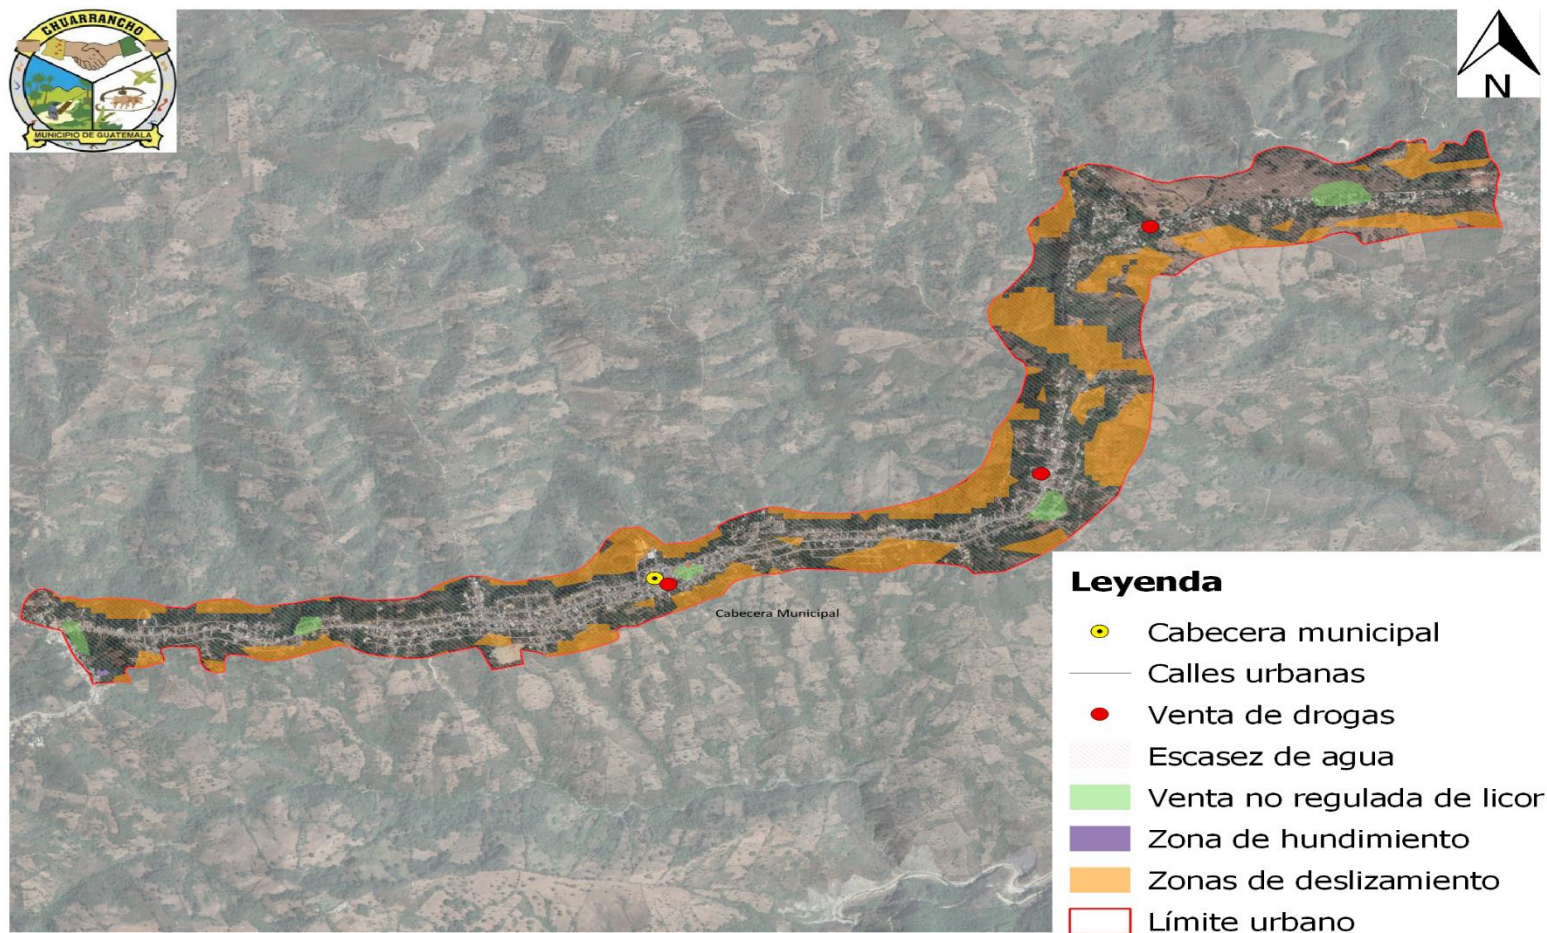 CHUARRANCHO
MUNICIPIO DE GUATEMALA
N
Cabecera Municipal
Leyenda
Cabecera municipal
Calles urbanas
Venta de drogas
Escasez de agua
Venta no regulada de licor
Zona de hundimiento
Zonas de deslizamiento
Límite urbano